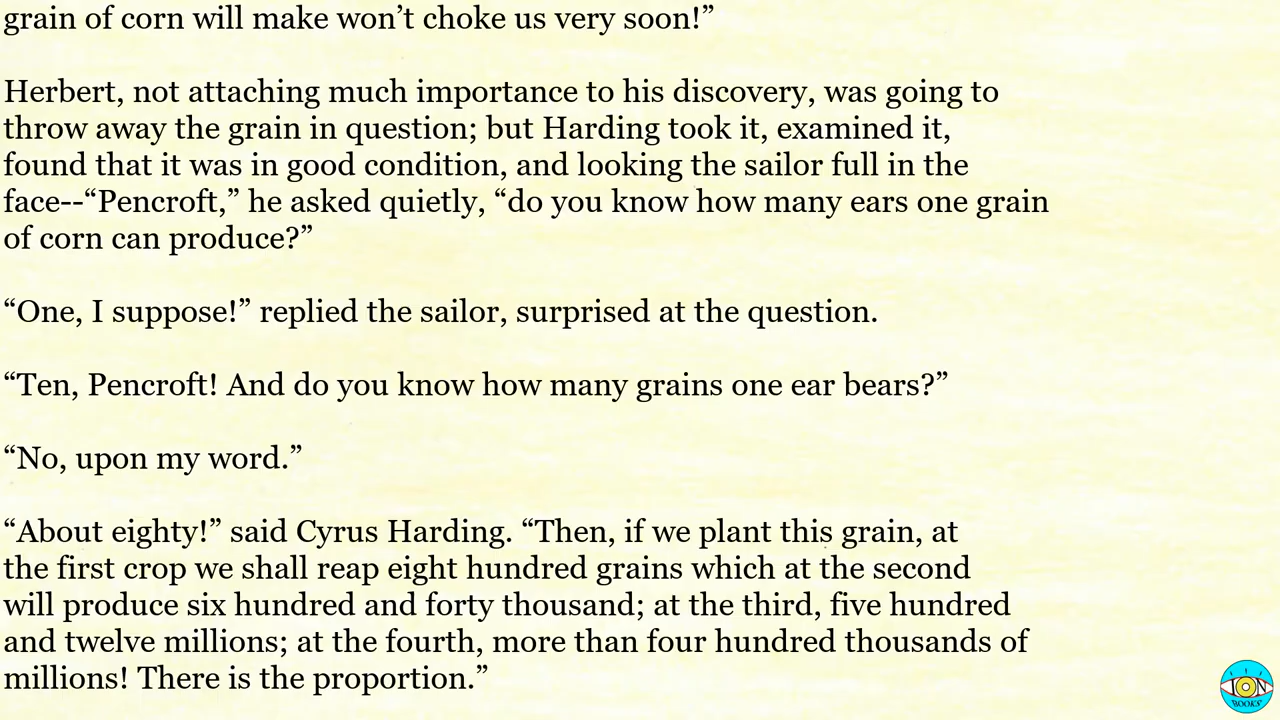 grain of corn will make won’t choke us very soon!”
Herbert, not attaching much importance to his discovery, was going to
throw away the grain in question; but Harding took it, examined it,
found that it was in good condition, and looking the sailor full in the
face--“Pencroft,” he asked quietly, “do you know how many ears one grain
of corn can produce?”
“One, I suppose!” replied the sailor, surprised at the question.
“Ten, Pencroft! And do you know how many grains one ear bears?”
“No, upon my word.”
“About eighty!” said Cyrus Harding. “Then, if we plant this grain, at
the first crop we shall reap eight hundred grains which at the second
will produce six hundred and forty thousand; at the third, five hundred
and twelve millions; at the fourth, more than four hundred thousands of
millions! There is the proportion.”
ION
BOOKS